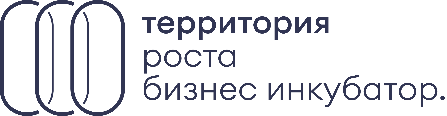 территория
роста
бизнес инкубатор.